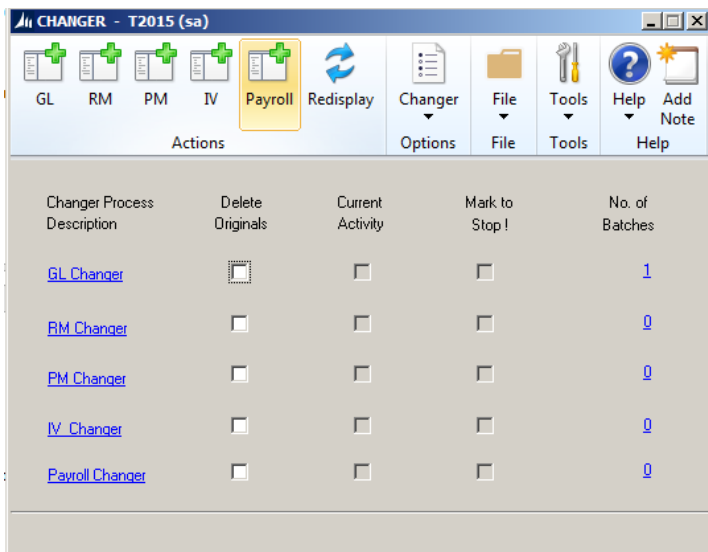 CHANGER - T2015 (sa)
GL RM PM IV Payroll Redisplay Changer File Tools Help Add Note
Actions Options File Tools Help
Changer Process Description Delete Originals Current Activity Mark to Stop ! No. of Batches
GL Changer 1
RM Changer 0
PM Changer 0
IV Changer 0
Payroll Changer 0